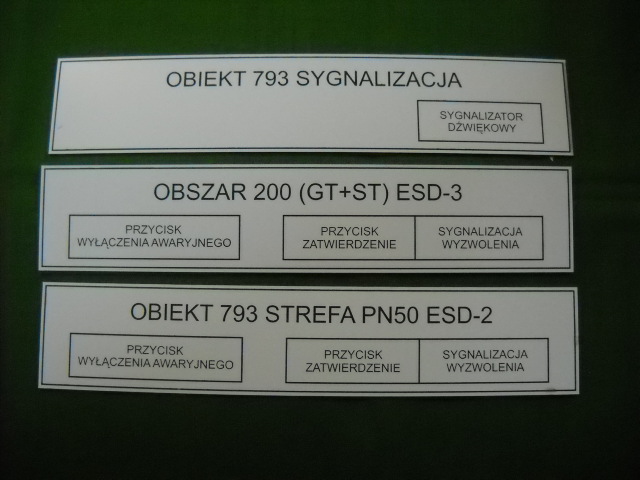 OBIEKT 793 SYGNALIZACJA
SYGNALIZATOR
DŹWIĘKOWY
OBSZAR 200 (GT+ST) ESD-3
PRZYCISK
WYŁĄCZENIA AWARYJNEGO
PRZYCISK
ZATWIERDZENIE
SYGNALIZACJA
WYZWOLENIA
OBIEKT 793 STREFA PN50 ESD-2
PRZYCISK
WYŁĄCZENIA AWARYJNEGO
PRZYCISK
ZATWIERDZENIE
SYGNALIZACJA
WYZWOLENIA